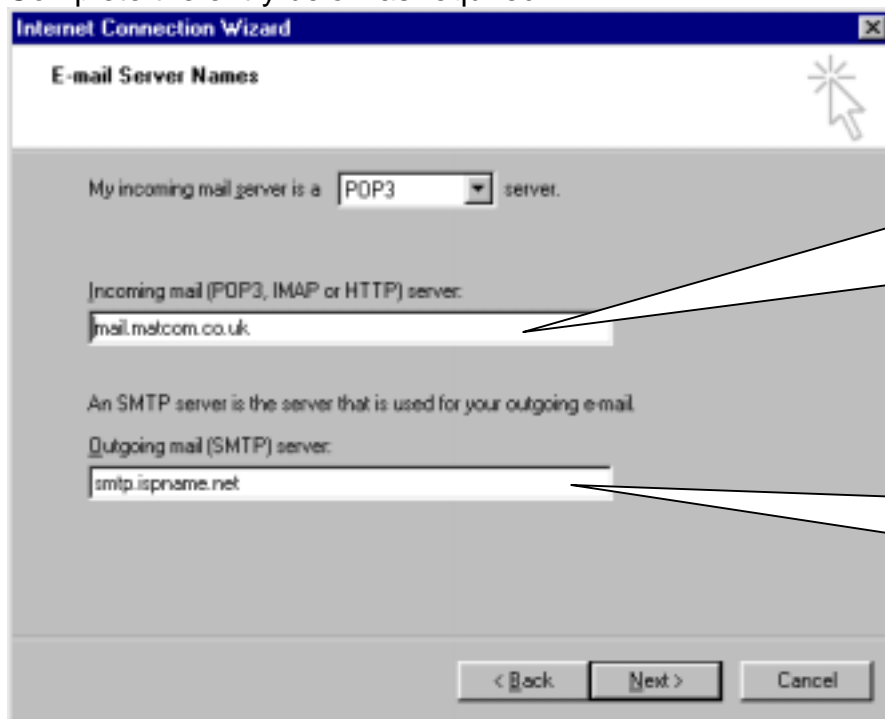 Internet Connection Wizard
E-mail Server Names
My incoming mail server is a POP3 server.
Incoming mail (POP3, IMAP or HTTP) server:
mail.matcom.co.uk
An SMTP server is the server that is used for your outgoing e-mail.
Outgoing mail (SMTP) server:
smtp.ispname.net
< Back Next > Cancel